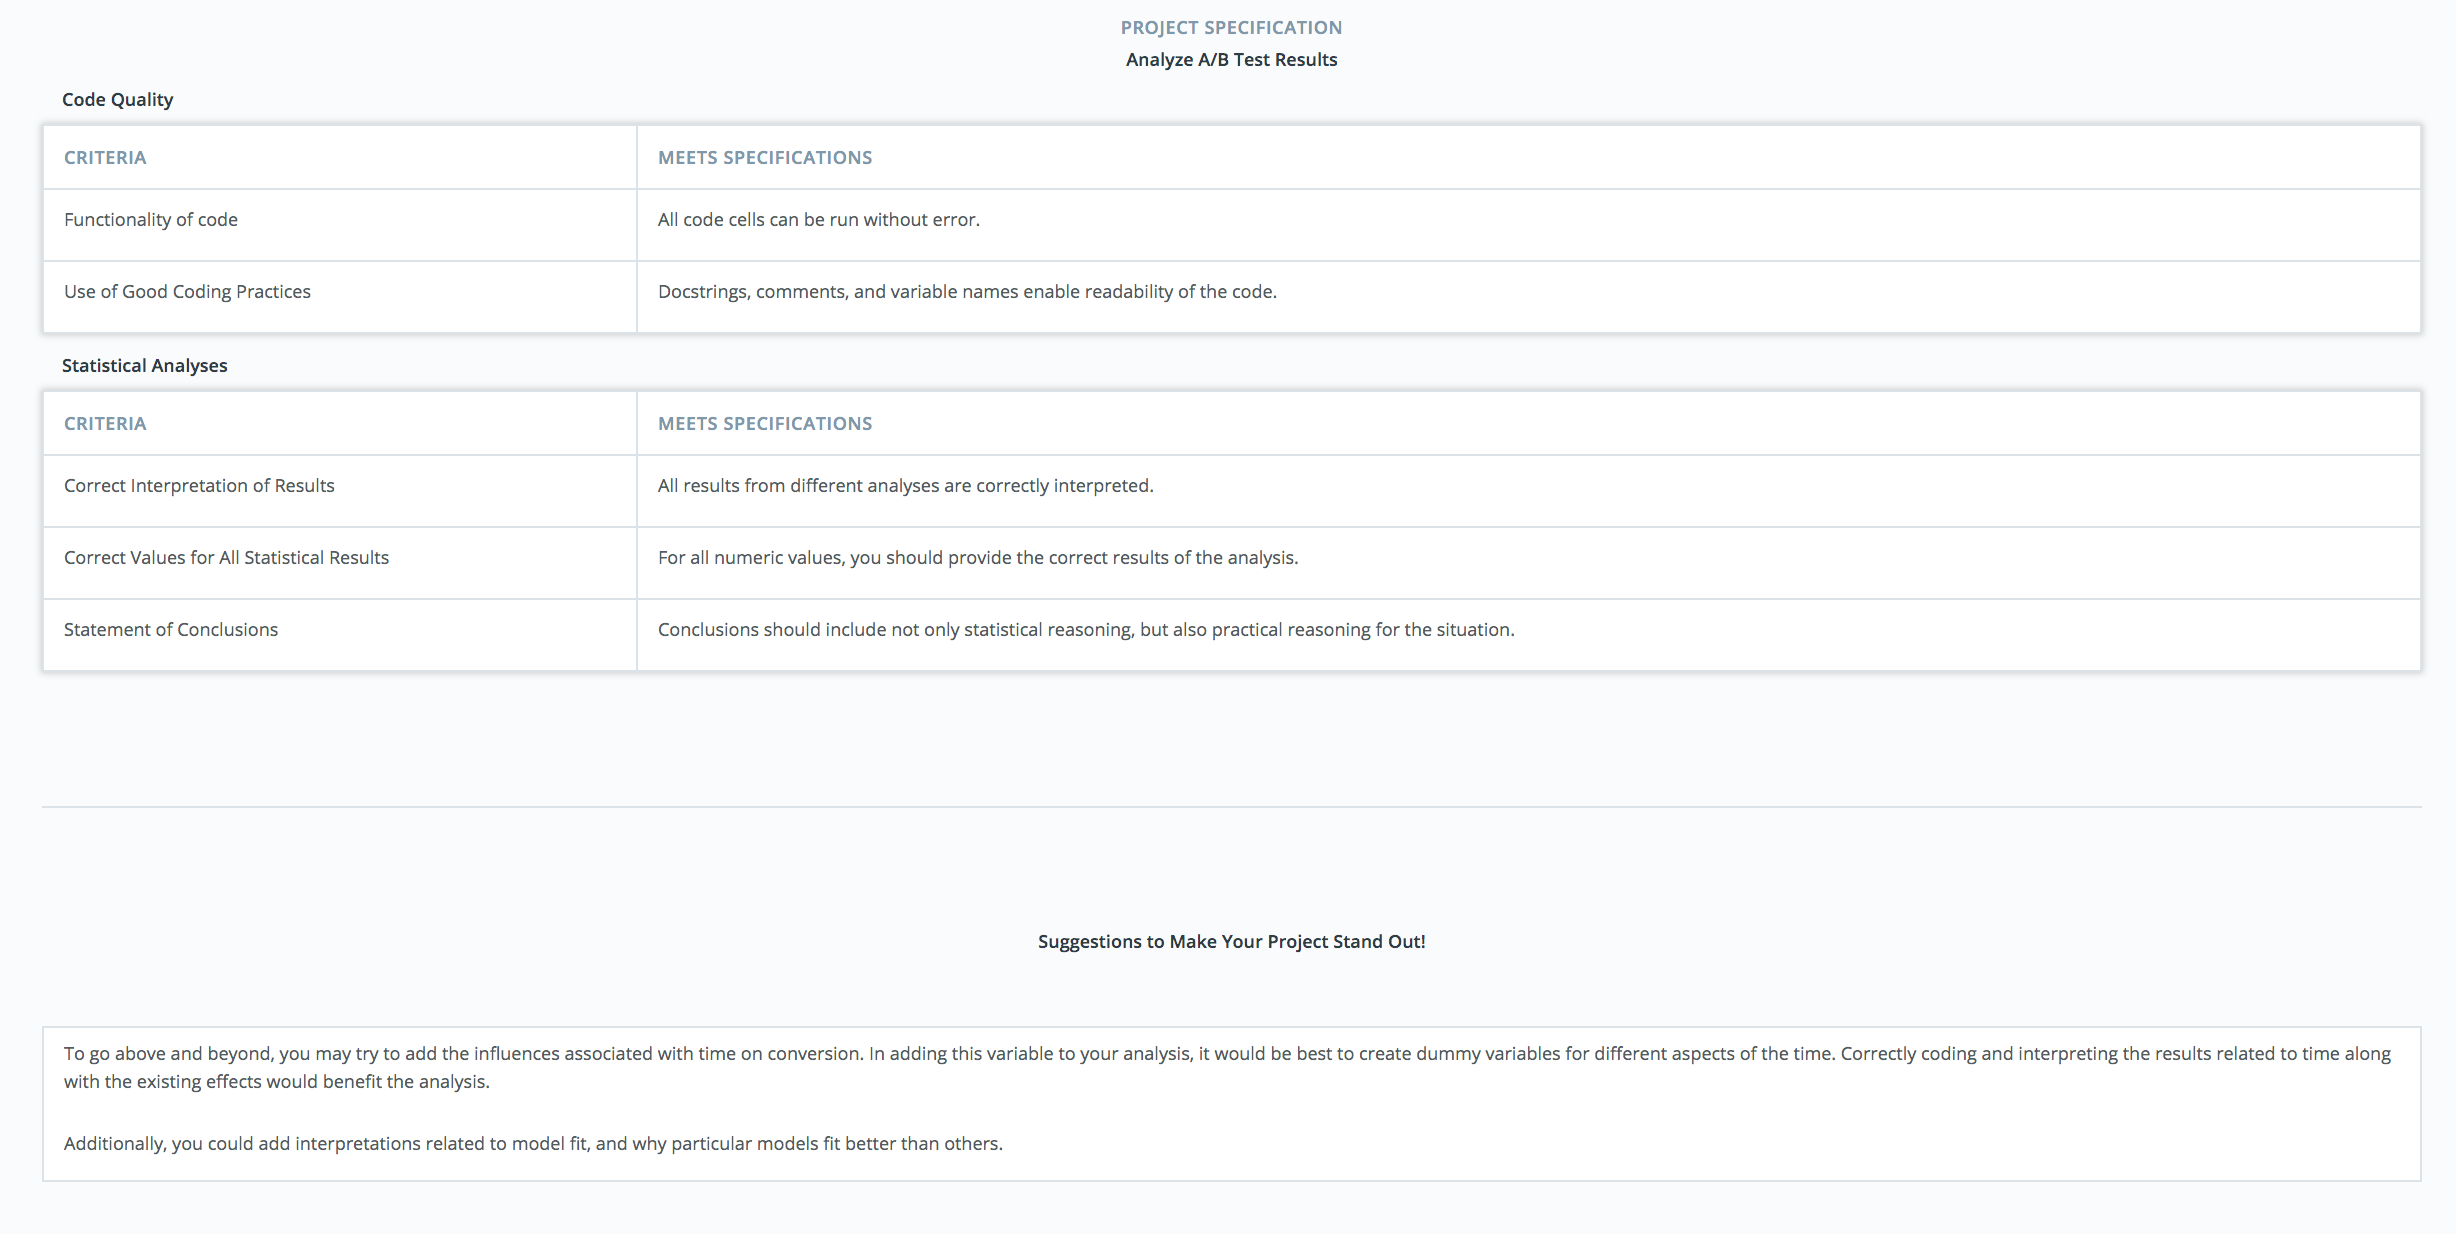 PROJECT SPECIFICATION
Analyze A/B Test Results
Code Quality
CRITERIA
MEETS SPECIFICATIONS
Functionality of code
All code cells can be run without error.
Use of Good Coding Practices
Docstrings, comments, and variable names enable readability of the code.
Statistical Analyses
CRITERIA
MEETS SPECIFICATIONS
Correct Interpretation of Results
All results from different analyses are correctly interpreted.
Correct Values for All Statistical Results
For all numeric values, you should provide the correct results of the analysis.
Statement of Conclusions
Conclusions should include not only statistical reasoning, but also practical reasoning for the situation.
Suggestions to Make Your Project Stand Out!
To go above and beyond, you may try to add the influences associated with time on conversion. In adding this variable to your analysis, it would be best to create dummy variables for different aspects of the time. Correctly coding and interpreting the results related to time along
with the existing effects would benefit the analysis.
Additionally, you could add interpretations related to model fit, and why particular models fit better than others.